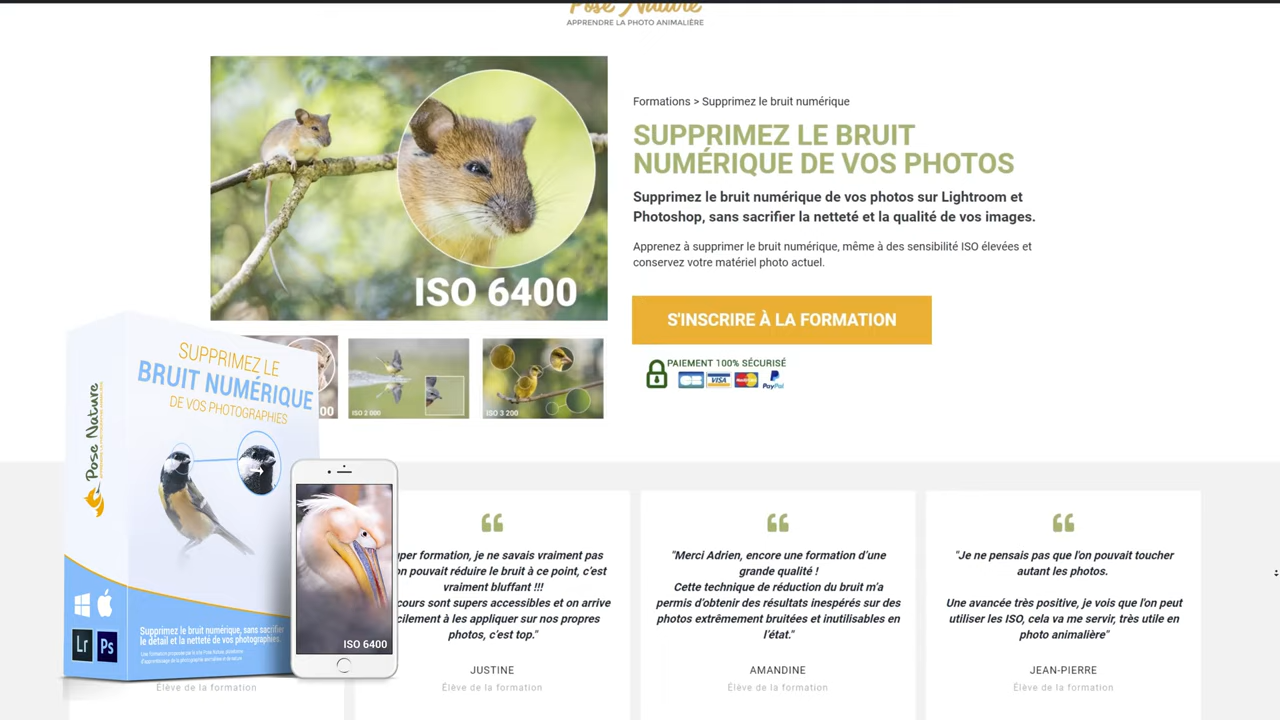 Pose Nature
APPRENDRE LA PHOTO ANIMALIÈRE
Formations > Supprimez le bruit numérique
SUPPRIMEZ LE BRUIT
NUMÉRIQUE DE VOS PHOTOS
Supprimez le bruit numérique de vos photos sur Lightroom et
Photoshop, sans sacrifier la netteté et la qualité de vos images.
Apprenez à supprimer le bruit numérique, même à des sensibilité ISO élevées et
conservez votre matériel photo actuel.
ISO 6400
S'INSCRIRE À LA FORMATION
PAIEMENT 100% SÉCURISÉ
VISA
MasterCard
PayPal
00
ISO 2 000
ISO 3 200
SUPPRIMEZ LE
BRUIT NUMÉRIQUE
DE VOS PHOTOGRAPHIES
Pose Nature
Lr
Ps
Supprimez le bruit numérique, sans sacrifier
le détail et la netteté de vos photographies.
ISO 6400
Élève de la formation
uper formation, je ne savais vraiment pas
on pouvait réduire le bruit à ce point, c'est
vraiment bluffant !!!
cours sont supers accessibles et on arrive
cilement à les appliquer sur nos propres
photos, c'est top."
JUSTINE
Élève de la formation
"Merci Adrien, encore une formation d'une
grande qualité !
Cette technique de réduction du bruit m'a
permis d'obtenir des résultats inespérés sur des
photos extrêmement bruitées et inutilisables en
l'état."
AMANDINE
Élève de la formation
"Je ne pensais pas que l'on pouvait toucher
autant les photos.
Une avancée très positive, je vois que l'on peut
utiliser les ISO, cela va me servir, très utile en
photo animalière"
JEAN-PIERRE
Élève de la formation